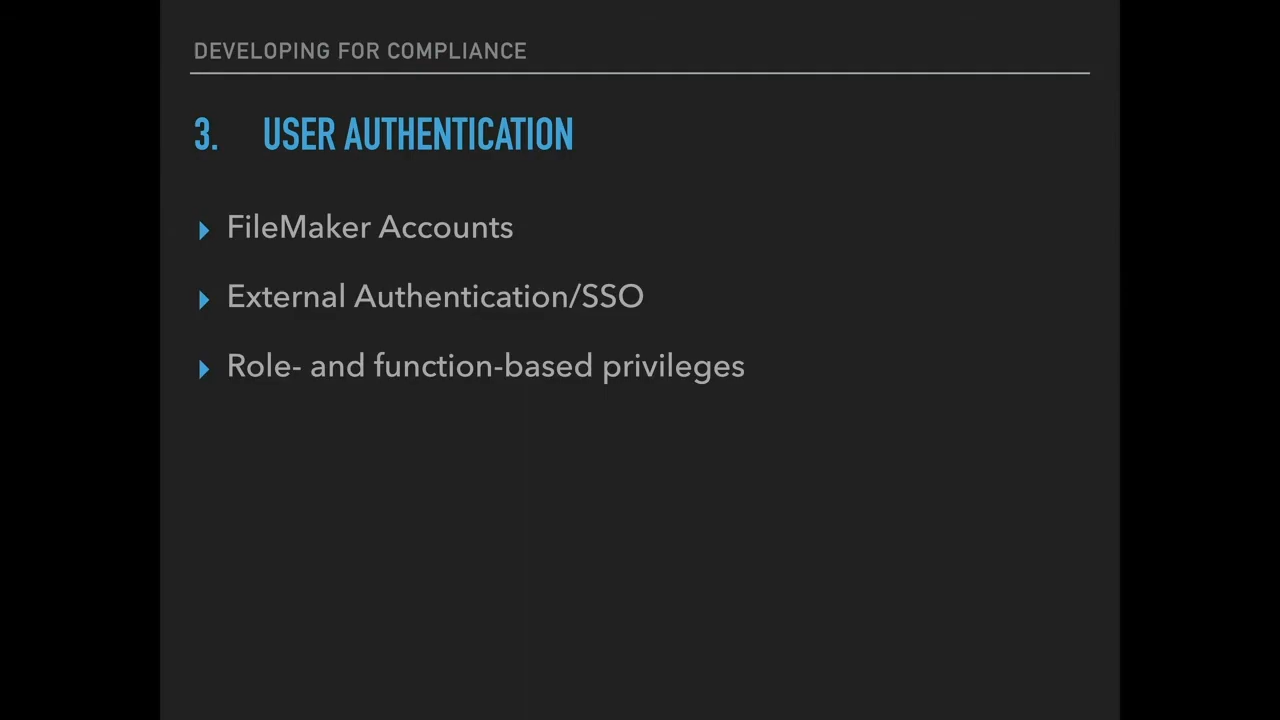 DEVELOPING FOR COMPLIANCE
3. USER AUTHENTICATION
FileMaker Accounts
External Authentication/SSO
Role- and function-based privileges